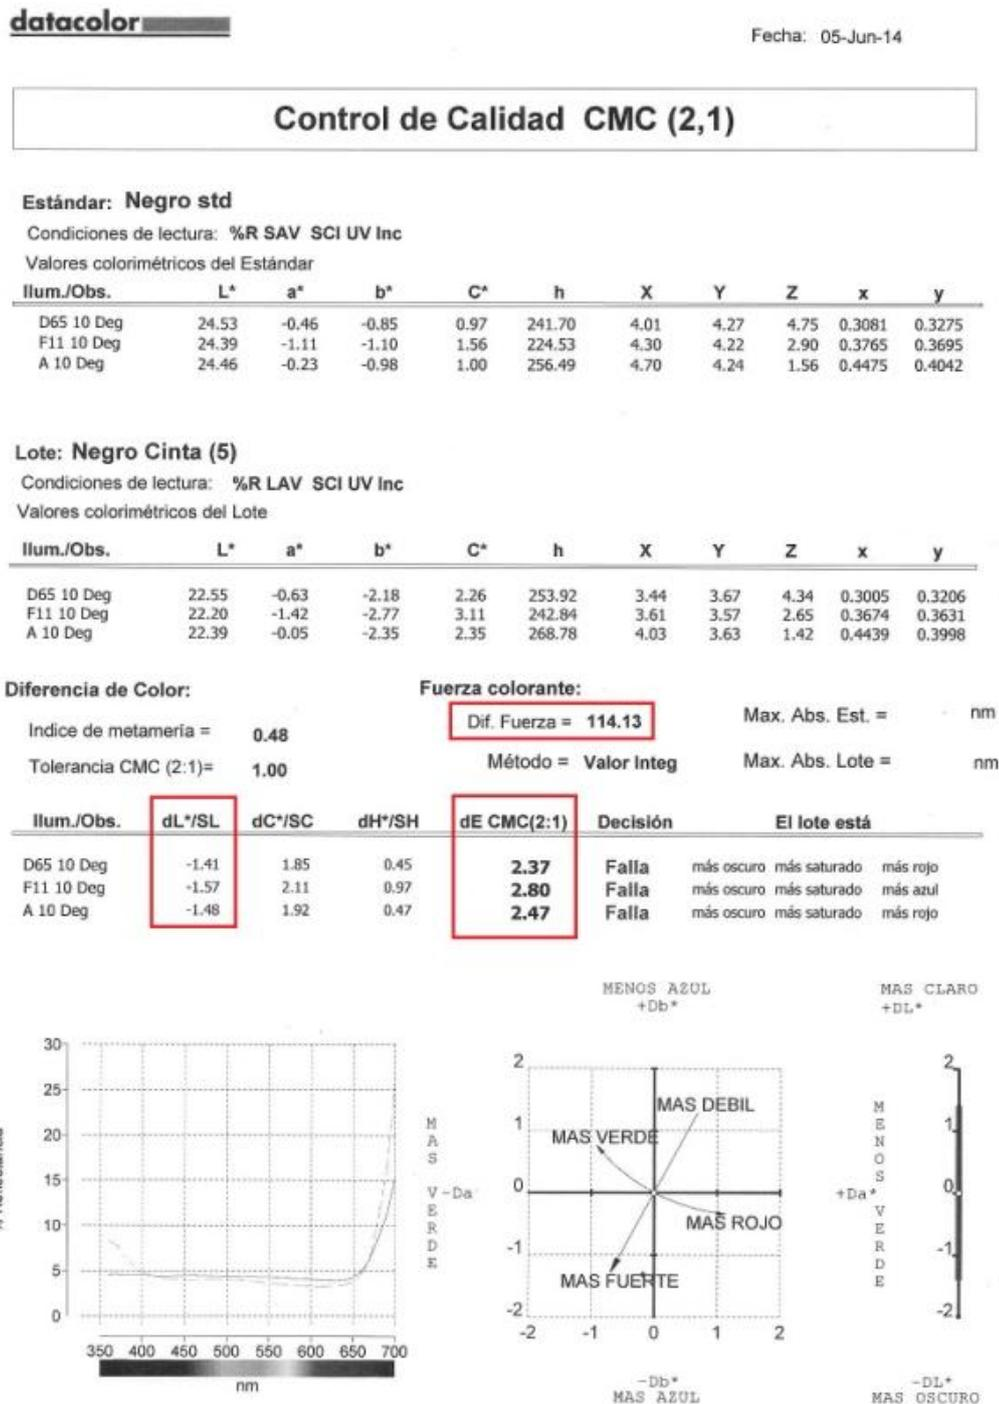 datacolor
Fecha: 05-Jun-14
Control de Calidad CMC (2,1)
Estándar: Negro std
Condiciones de lectura: %R SAV SCI UV Inc
Valores colorimétricos del Estándar
Ilum./Obs. L* a* b* C* h X Y Z x y
D65 10 Deg 24.53 -0.46 -0.85 0.97 241.70 4.01 4.27 4.75 0.3081 0.3275
F11 10 Deg 24.39 -1.11 -1.10 1.56 224.53 4.30 4.22 2.90 0.3765 0.3695
A 10 Deg 24.46 -0.23 -0.98 1.00 256.49 4.70 4.24 1.56 0.4475 0.4042
Lote: Negro Cinta (5)
Condiciones de lectura: %R LAV SCI UV Inc
Valores colorimétricos del Lote
Ilum./Obs. L* a* b* C* h X Y Z x y
D65 10 Deg 22.55 -0.63 -2.18 2.26 253.92 3.44 3.67 4.34 0.3005 0.3206
F11 10 Deg 22.20 -1.42 -2.77 3.11 242.84 3.61 3.57 2.65 0.3674 0.3631
A 10 Deg 22.39 -0.05 -2.35 2.35 268.78 4.03 3.63 1.42 0.4439 0.3998
Diferencia de Color: Fuerza colorante:
Indice de metamería = 0.48 Dif. Fuerza = 114.13 Max. Abs. Est. = nm
Tolerancia CMC (2:1)= 1.00 Método = Valor Integ Max. Abs. Lote = nm
Ilum./Obs. dL*/SL dC*/SC dH*/SH dE CMC(2:1) Decisión El lote está
D65 10 Deg -1.41 1.85 0.45 2.37 Falla más oscuro más saturado más rojo
F11 10 Deg -1.57 2.11 0.97 2.80 Falla más oscuro más saturado más azul
A 10 Deg -1.48 1.92 0.47 2.47 Falla más oscuro más saturado más rojo
30
25
20
15
10
5
0
350 400 450 500 550 600 650 700
nm
MENOS AZUL
+Db*
MAS VERDE
-Da
2
1
0
-1
-2
MAS DEBIL
MAS VERDE
MAS ROJO
MAS FUERTE
-2 -1 0 1 2
+Da*
MENOS VERDE
-Db*
MAS AZUL
MAS CLARO
+DL*
2
1
0
-1
-2
-DL*
MAS OSCURO